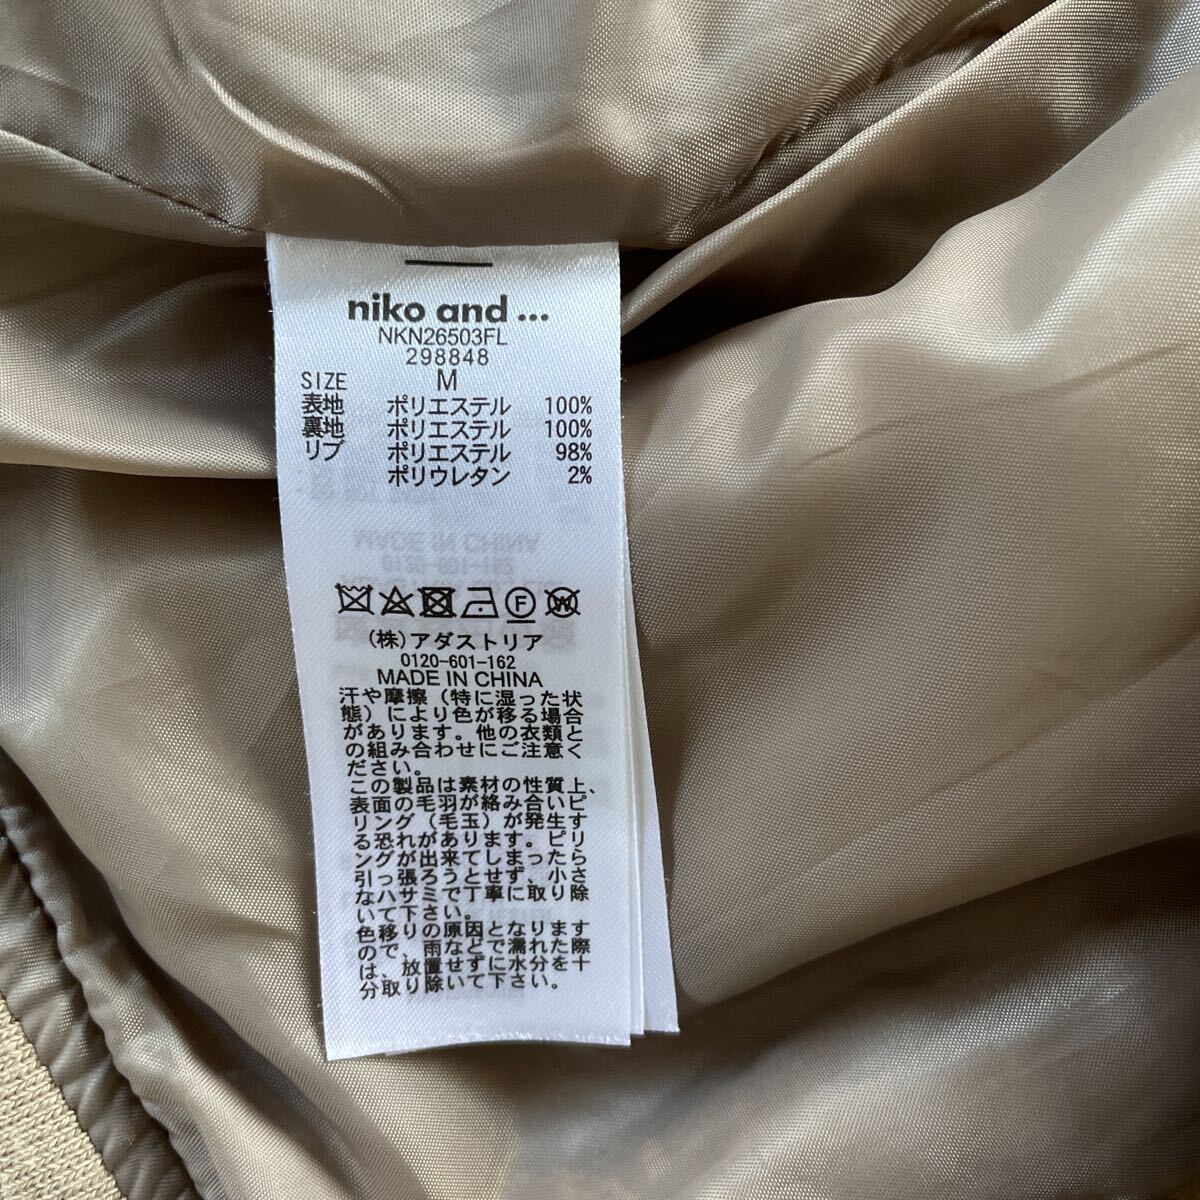 niko and ...
NKN26503FL
298848
SIZE M
表地 ポリエステル 100%
裏地 ポリエステル 100%
リブ ポリエステル 98%
ポリウレタン 2%
F W
(株)アダストリア
0120-601-162
MADE IN CHINA
汗や摩擦（特に湿った状
態）により色が移る場合
があります。他の衣類と
の組み合わせにご注意く
ださい。
この製品は素材の性質上、
表面の毛羽が絡み合いピ
リング（毛玉）が発生す
る恐れがあります。ピリ
ングが出来てしまったら
引っ張ろうとせず、小さ
なハサミで丁寧に取り除
いて下さい。
色移りの原因となります
ので、雨などで濡れた際
は、放置せずに水分を十
分取り除いて下さい。